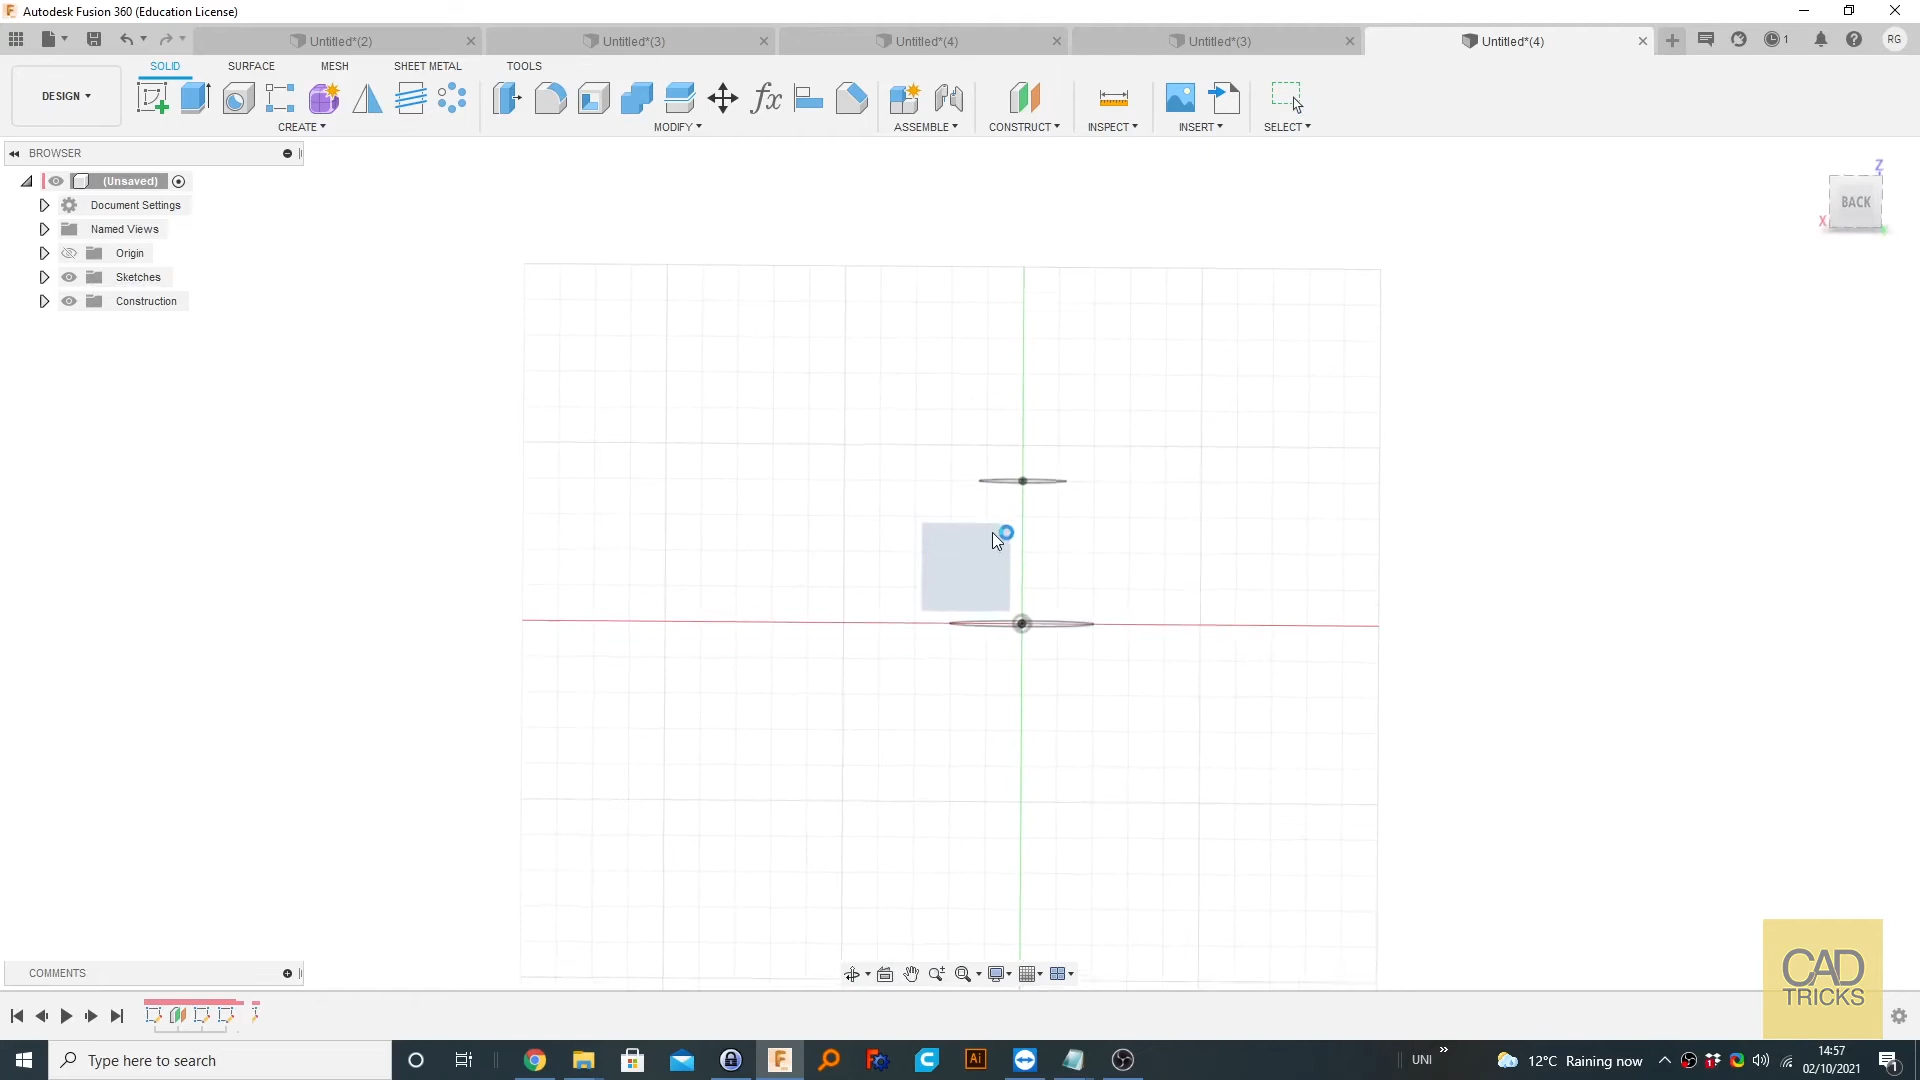 Autodesk Fusion 360 (Education License)
Untitled*(2)
Untitled*(3)
Untitled*(4)
Untitled*(3)
Untitled*(4)
1
RG
DESIGN
SOLID
SURFACE
MESH
SHEET METAL
TOOLS
CREATE
MODIFY
ASSEMBLE
CONSTRUCT
INSPECT
INSERT
SELECT
BROWSER
(Unsaved)
Document Settings
Named Views
Origin
Sketches
Construction
Z
BACK
X
COMMENTS
CAD
TRICKS
Type here to search
UNI
12°C Raining now
14:57
02/10/2021